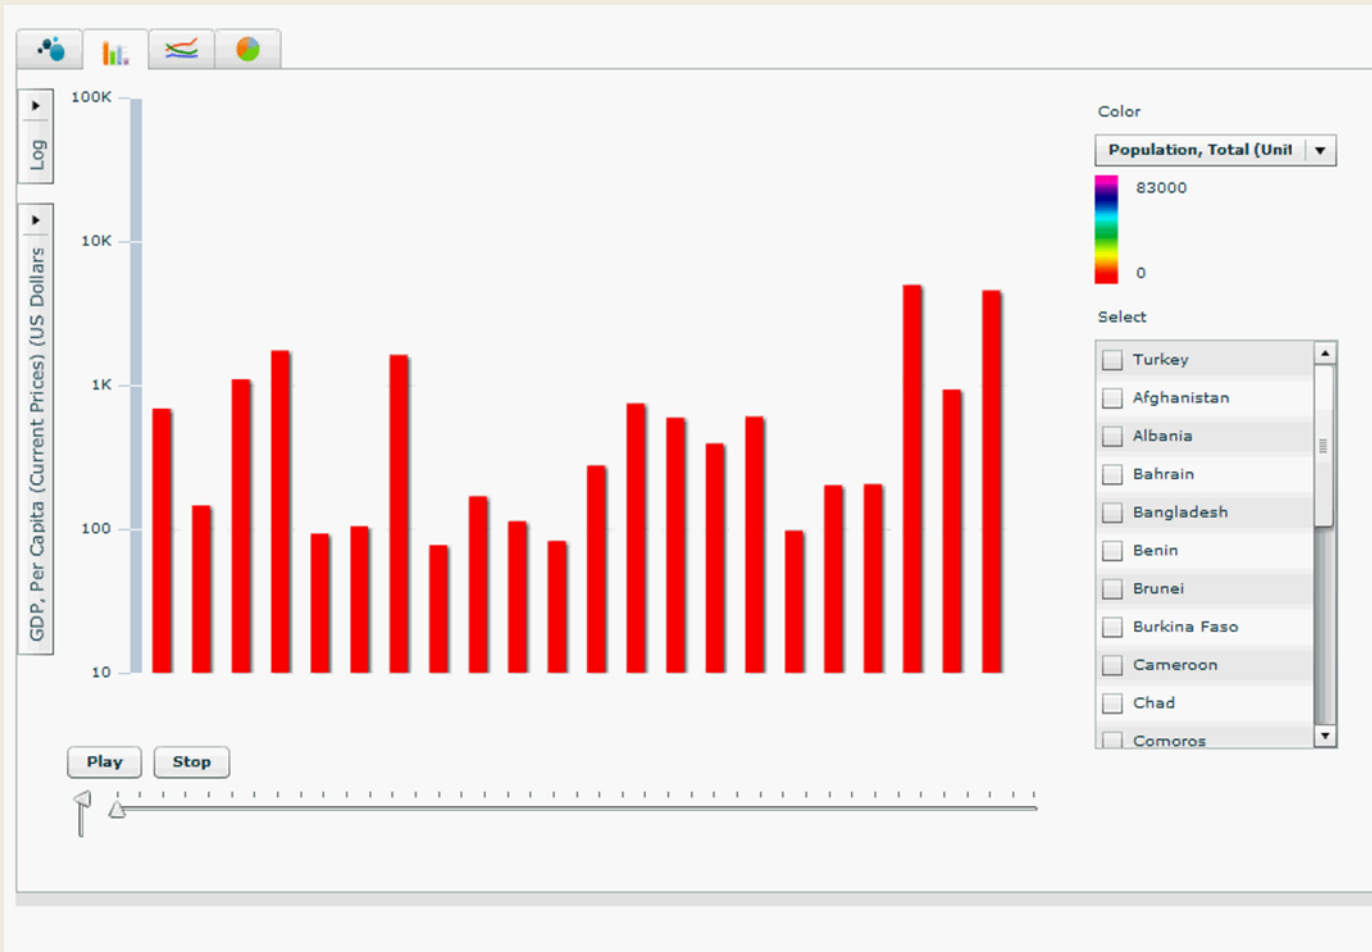 100K
10K
1K
100
10
Log
GDP, Per Capita (Current Prices) (US Dollars
Color
Population, Total (Unit
83000
0
Select
Turkey
Afghanistan
Albania
Bahrain
Bangladesh
Benin
Brunei
Burkina Faso
Cameroon
Chad
Comoros
Play
Stop